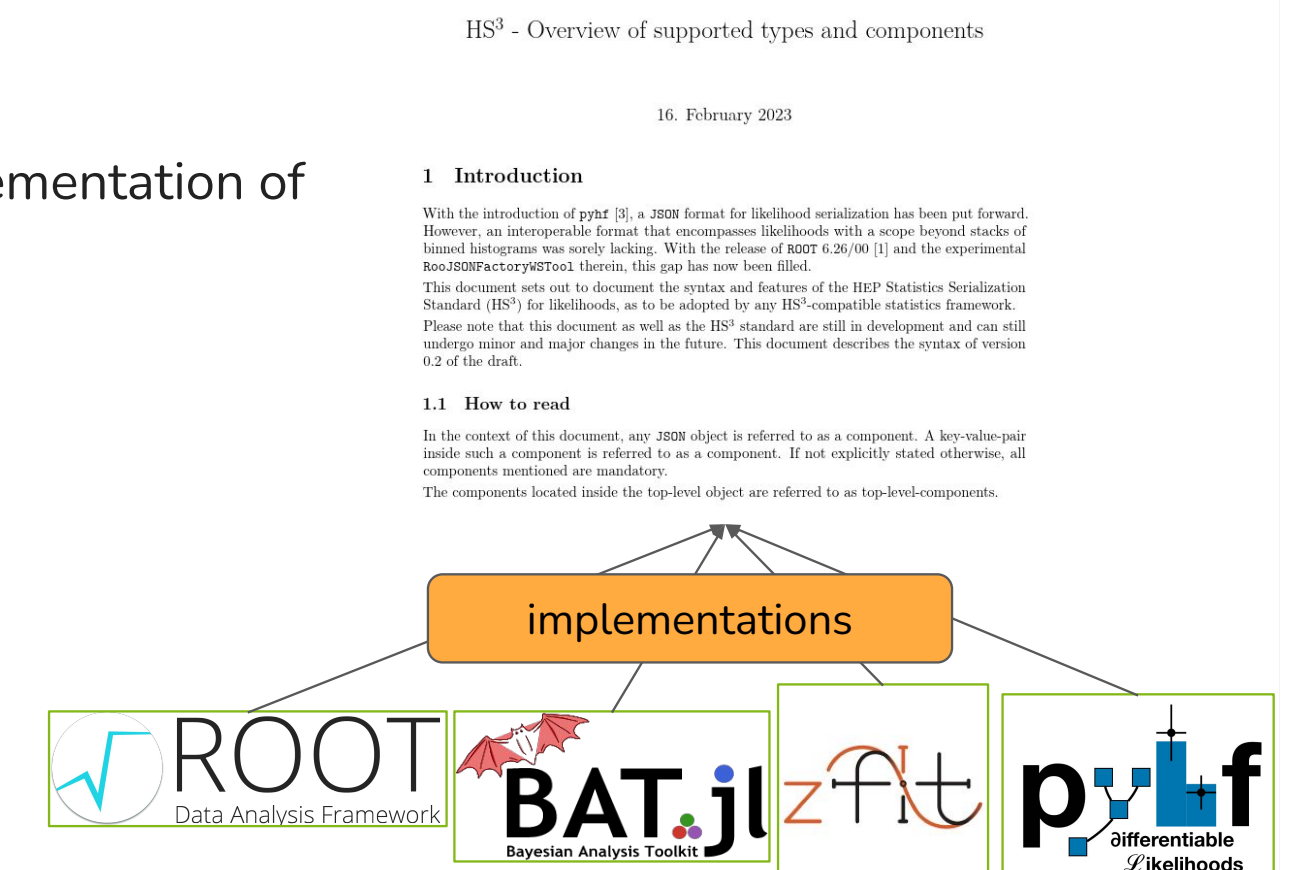 HS³ - Overview of supported types and components
16. February 2023
ementation of
1 Introduction
With the introduction of pyhf [3], a JSON format for likelihood serialization has been put forward.
However, an interoperable format that encompasses likelihoods with a scope beyond stacks of
binned histograms was sorely lacking. With the release of ROOT 6.26/00 [1] and the experimental
RooJSONFactoryWSTool therein, this gap has now been filled.
This document sets out to document the syntax and features of the HEP Statistics Serialization
Standard (HS³) for likelihoods, as to be adopted by any HS³-compatible statistics framework.
Please note that this document as well as the HS³ standard are still in development and can still
undergo minor and major changes in the future. This document describes the syntax of version
0.2 of the draft.
1.1 How to read
In the context of this document, any JSON object is referred to as a component. A key-value-pair
inside such a component is referred to as a component. If not explicitly stated otherwise, all
components mentioned are mandatory.
The components located inside the top-level object are referred to as top-level-components.
implementations
ROOT
Data Analysis Framework
BAT.jl
Bayesian Analysis Toolkit
zfit
pyhf
∂ifferentiable
ℒikelihoods